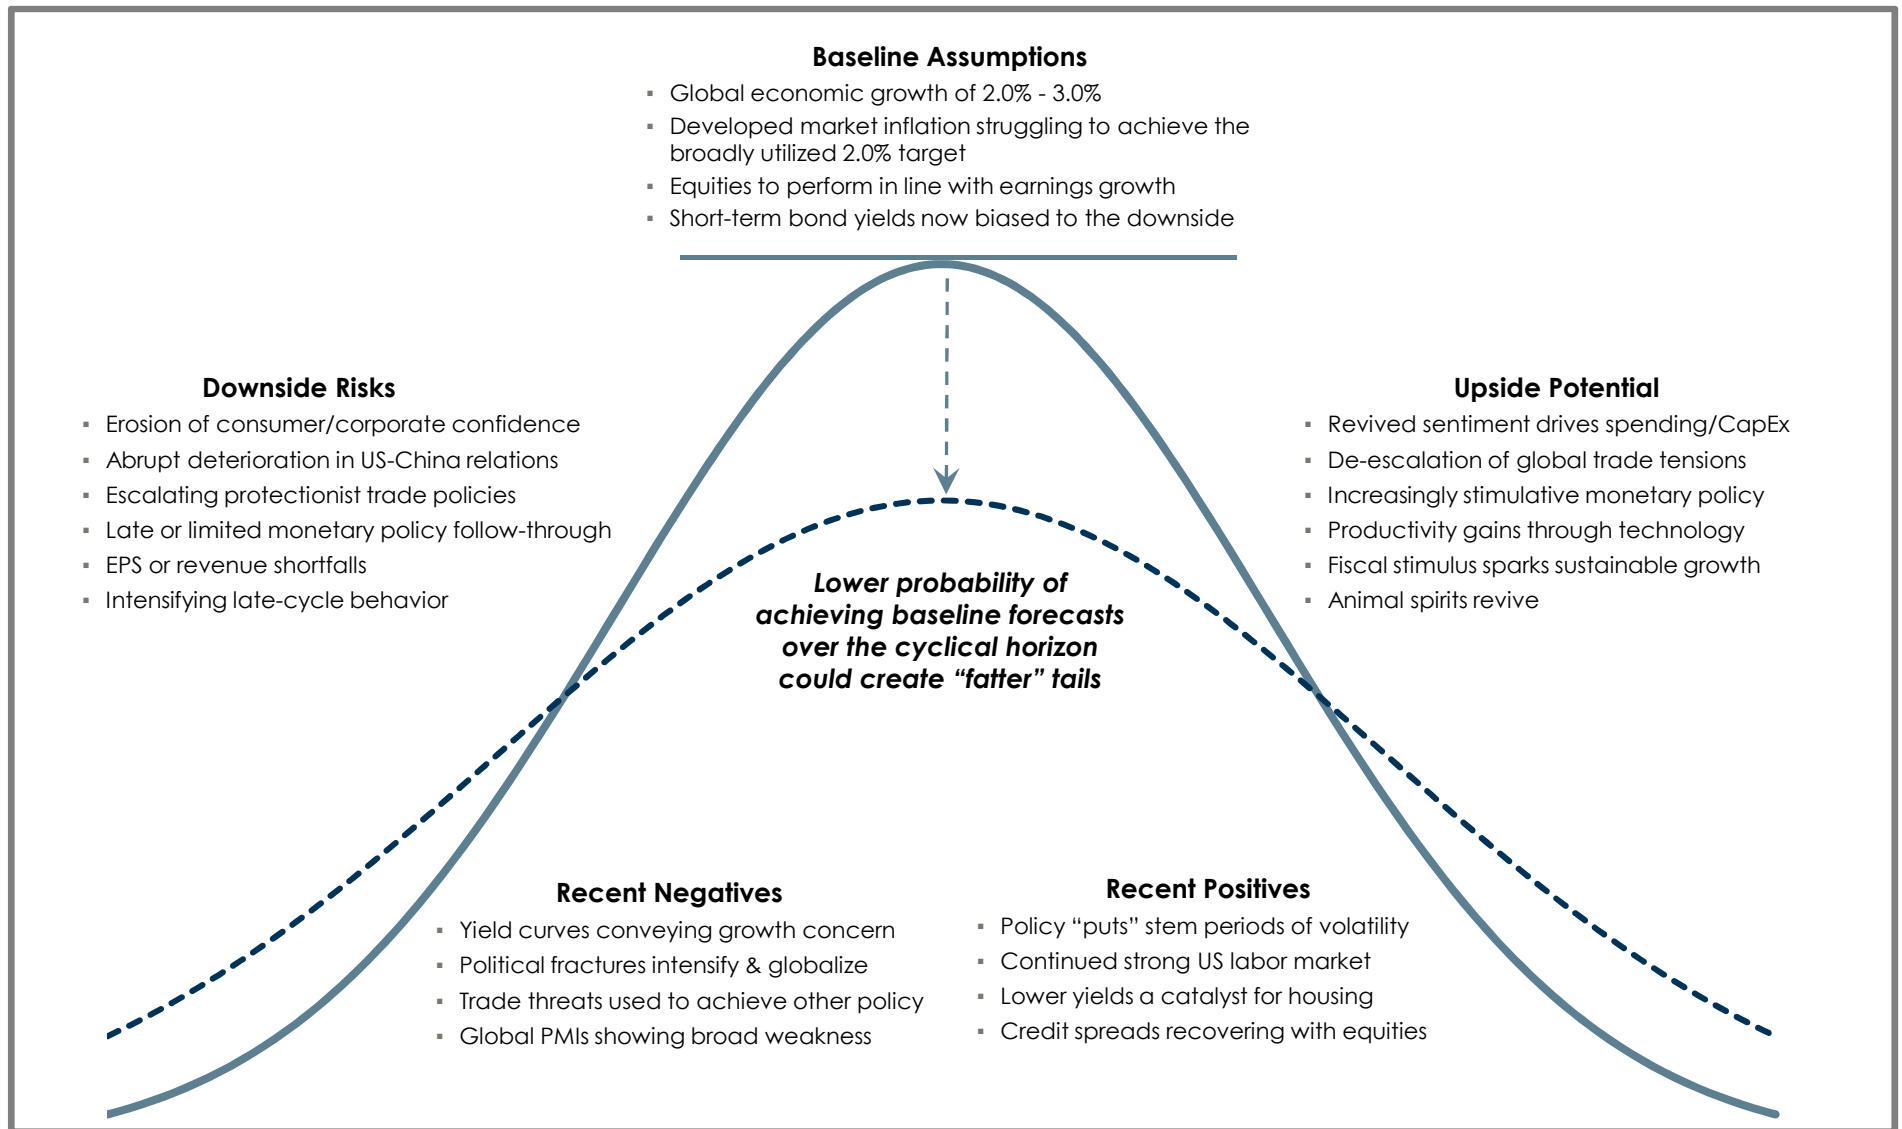 Baseline Assumptions
▪ Global economic growth of 2.0% - 3.0%
▪ Developed market inflation struggling to achieve the
broadly utilized 2.0% target
▪ Equities to perform in line with earnings growth
▪ Short-term bond yields now biased to the downside
Downside Risks
▪ Erosion of consumer/corporate confidence
▪ Abrupt deterioration in US-China relations
▪ Escalating protectionist trade policies
▪ Late or limited monetary policy follow-through
▪ EPS or revenue shortfalls
▪ Intensifying late-cycle behavior
Upside Potential
▪ Revived sentiment drives spending/CapEx
▪ De-escalation of global trade tensions
▪ Increasingly stimulative monetary policy
▪ Productivity gains through technology
▪ Fiscal stimulus sparks sustainable growth
▪ Animal spirits revive
Lower probability of
achieving baseline forecasts
over the cyclical horizon
could create “fatter” tails
Recent Negatives
▪ Yield curves conveying growth concern
▪ Political fractures intensify & globalize
▪ Trade threats used to achieve other policy
▪ Global PMIs showing broad weakness
Recent Positives
▪ Policy “puts” stem periods of volatility
▪ Continued strong US labor market
▪ Lower yields a catalyst for housing
▪ Credit spreads recovering with equities